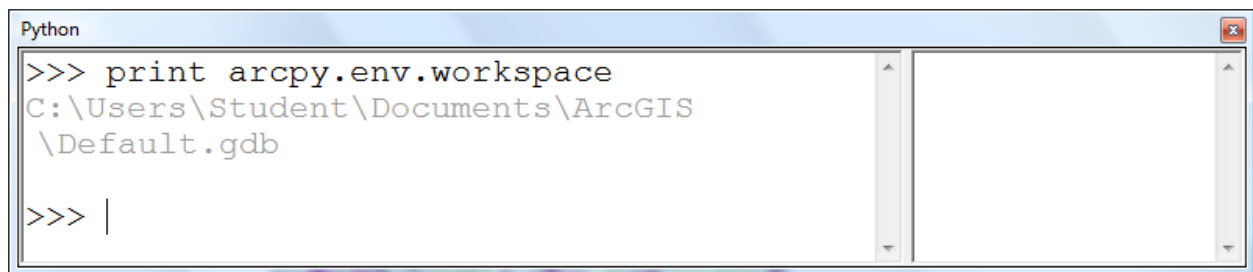 Python
>>> print arcpy.env.workspace
C:\Users\Student\Documents\ArcGIS
\Default.gdb
>>>